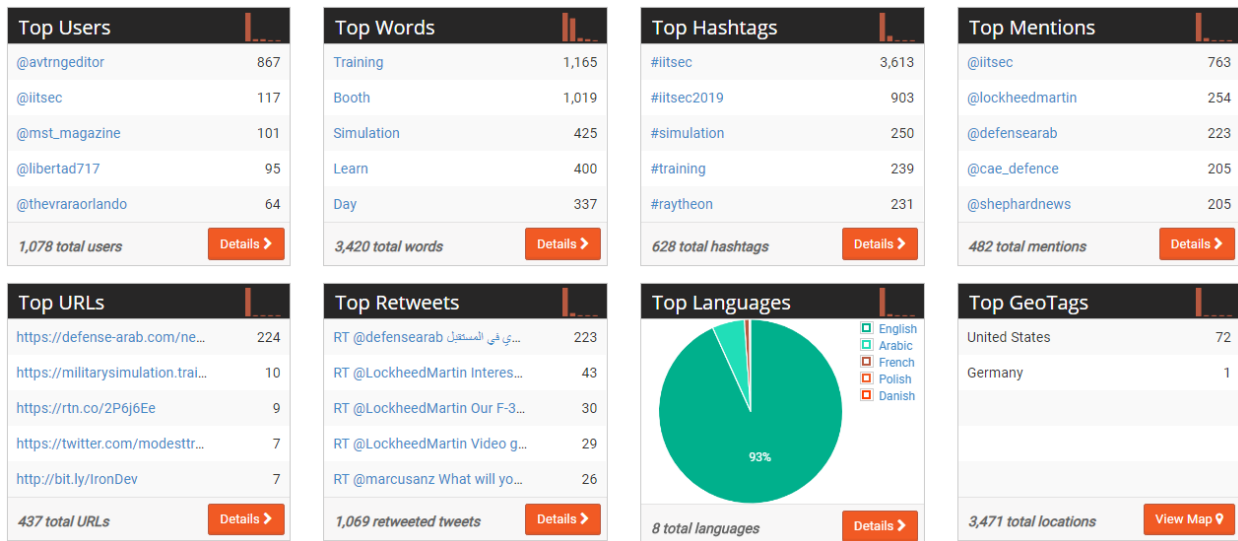 Top Users
@avtrngeditor 867
@iitsec 117
@mst_magazine 101
@libertad717 95
@thevraraorlando 64
1,078 total users Details
Top Words
Training 1,165
Booth 1,019
Simulation 425
Learn 400
Day 337
3,420 total words Details
Top Hashtags
#iitsec 3,613
#iitsec2019 903
#simulation 250
#training 239
#raytheon 231
628 total hashtags Details
Top Mentions
@iitsec 763
@lockheedmartin 254
@defensearab 223
@cae_defence 205
@shephardnews 205
482 total mentions Details
Top URLs
https://defense-arab.com/ne... 224
https://militarysimulation.trai... 10
https://rtn.co/2P6j6Ee 9
https://twitter.com/modesttr... 7
http://bit.ly/IronDev 7
437 total URLs Details
Top Retweets
RT @defensearab ي في المستقبل... 223
RT @LockheedMartin Interes... 43
RT @LockheedMartin Our F-3... 30
RT @LockheedMartin Video g... 29
RT @marcusanz What will yo... 26
1,069 retweeted tweets Details
Top Languages
English
Arabic
French
Polish
Danish
93%
8 total languages Details
Top GeoTags
United States 72
Germany 1
3,471 total locations View Map